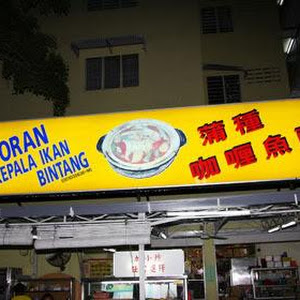 ORAN
KEPALA IKAN
BINTANG
蒲種
咖喱魚